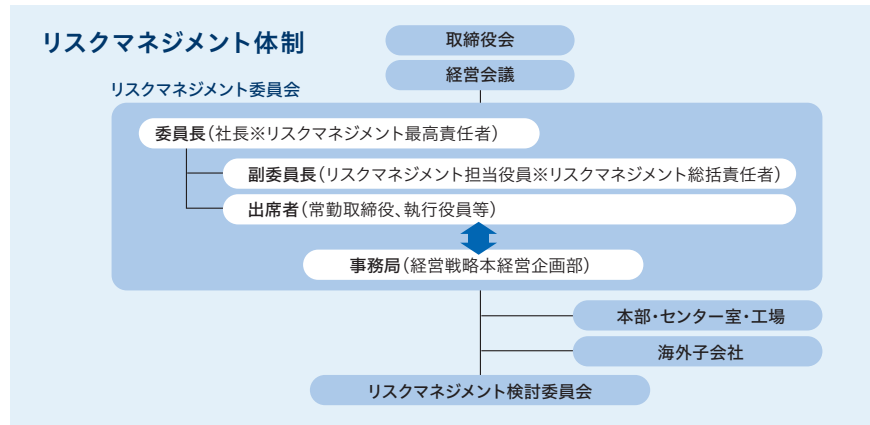 リスクマネジメント体制
取締役会
経営会議
リスクマネジメント委員会
委員長(社長※リスクマネジメント最高責任者)
副委員長(リスクマネジメント担当役員※リスクマネジメント総括責任者)
出席者(常勤取締役、執行役員等)
事務局(経営戦略本経営企画部)
本部・センター室・工場
海外子会社
リスクマネジメント検討委員会